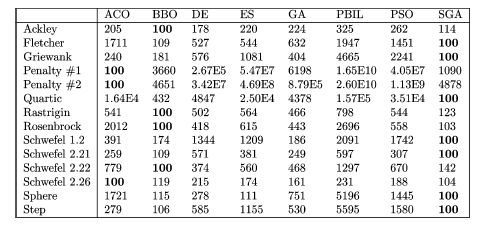 ACO BBO DE ES GA PBIL PSO SGA
Ackley 205 100 178 220 224 325 262 114
Fletcher 1711 109 527 544 632 1947 1451 100
Griewank 240 181 576 1081 404 4665 2241 100
Penalty #1 100 3660 2.67E5 5.47E7 6198 1.65E10 4.05E7 1090
Penalty #2 100 4651 3.42E7 4.69E8 8.79E5 2.60E10 1.13E9 4878
Quartic 1.64E4 432 4847 2.50E4 4378 1.57E5 3.51E4 100
Rastrigin 541 100 502 564 466 798 544 123
Rosenbrock 2012 100 418 615 443 2696 558 103
Schwefel 1.2 391 174 1344 1209 186 2091 1742 100
Schwefel 2.21 259 109 571 381 249 597 307 100
Schwefel 2.22 779 100 374 560 468 1297 670 142
Schwefel 2.26 100 119 215 174 161 231 188 104
Sphere 1721 115 278 111 751 5196 1445 100
Step 279 106 585 1155 530 5595 1580 100